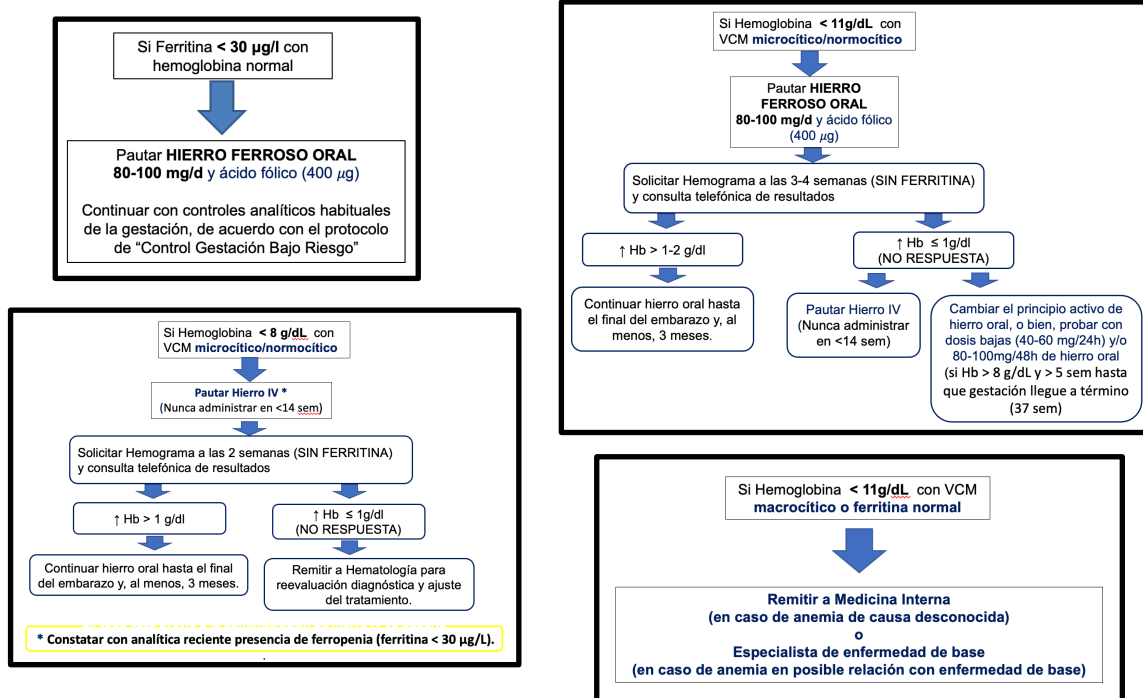 Si Ferritina < 30 µg/l con
hemoglobina normal
Pautar HIERRO FERROSO ORAL
80-100 mg/d y ácido fólico (400 µg)
Continuar con controles analíticos habituales
de la gestación, de acuerdo con el protocolo
de “Control Gestación Bajo Riesgo”
Si Hemoglobina < 11g/dL con
VCM microcítico/normocítico
Pautar HIERRO
FERROSO ORAL
80-100 mg/d y ácido fólico
(400 µg)
Solicitar Hemograma a las 3-4 semanas (SIN FERRITINA)
y consulta telefónica de resultados
↑ Hb > 1-2 g/dl
↑ Hb ≤ 1g/dl
(NO RESPUESTA)
Continuar hierro oral hasta
el final del embarazo y, al
menos, 3 meses.
Pautar Hierro IV
(Nunca administrar
en <14 sem)
Cambiar el principio activo de
hierro oral, o bien, probar con
dosis bajas (40-60 mg/24h) y/o
80-100mg/48h de hierro oral
(si Hb > 8 g/dL y > 5 sem hasta
que gestación llegue a término
(37 sem)
Si Hemoglobina < 8 g/dL con
VCM microcítico/normocítico
Pautar Hierro IV *
(Nunca administrar en <14 sem)
Solicitar Hemograma a las 2 semanas (SIN FERRITINA)
y consulta telefónica de resultados
↑ Hb > 1 g/dl
↑ Hb ≤ 1g/dl
(NO RESPUESTA)
Continuar hierro oral hasta el final
del embarazo y, al menos, 3 meses.
Remitir a Hematología para
reevaluación diagnóstica y ajuste
del tratamiento.
* Constatar con analítica reciente presencia de ferropenia (ferritina < 30 µg/L).
Si Hemoglobina < 11g/dL con VCM
macrocítico o ferritina normal
Remitir a Medicina Interna
(en caso de anemia de causa desconocida)
o
Especialista de enfermedad de base
(en caso de anemia en posible relación con enfermedad de base)